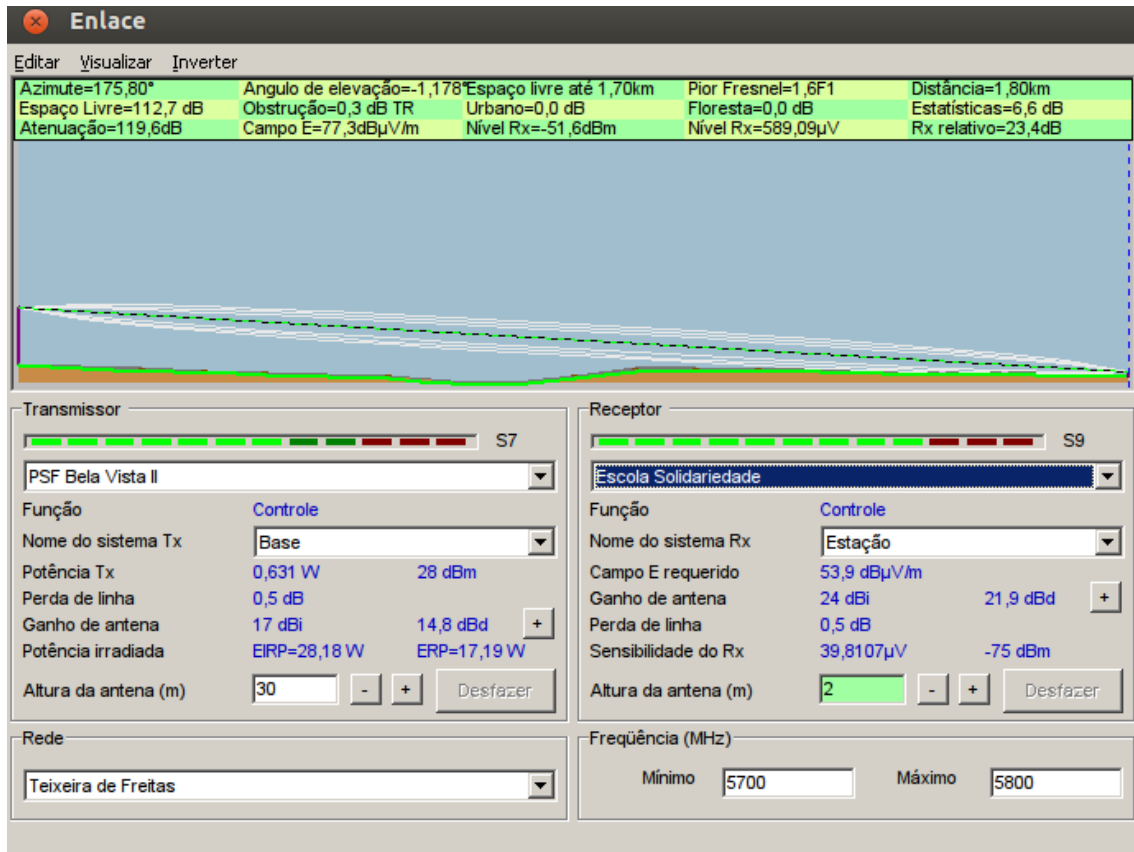 Enlace
Editar Visualizar Inverter
Azimute=175,80° Angulo de elevação=-1,178° Espaço livre até 1,70km Pior Fresnel=1,6F1 Distância=1,80km
Espaço Livre=112,7 dB Obstrução=0,3 dB TR Urbano=0,0 dB Floresta=0,0 dB Estatísticas=6,6 dB
Atenuação=119,6dB Campo E=77,3dBµV/m Nível Rx=-51,6dBm Nível Rx=589,09µV Rx relativo=23,4dB
Transmissor
S7
PSF Bela Vista II
Função Controle
Nome do sistema Tx Base
Potência Tx 0,631 W 28 dBm
Perda de linha 0,5 dB
Ganho de antena 17 dBi 14,8 dBd +
Potência irradiada EIRP=28,18 W ERP=17,19 W
Altura da antena (m) 30 - + Desfazer
Receptor
S9
Escola Solidariedade
Função Controle
Nome do sistema Rx Estação
Campo E requerido 53,9 dBµV/m
Ganho de antena 24 dBi 21,9 dBd +
Perda de linha 0,5 dB
Sensibilidade do Rx 39,8107µV -75 dBm
Altura da antena (m) 2 - + Desfazer
Rede
Teixeira de Freitas
Freqüência (MHz)
Mínimo 5700 Máximo 5800